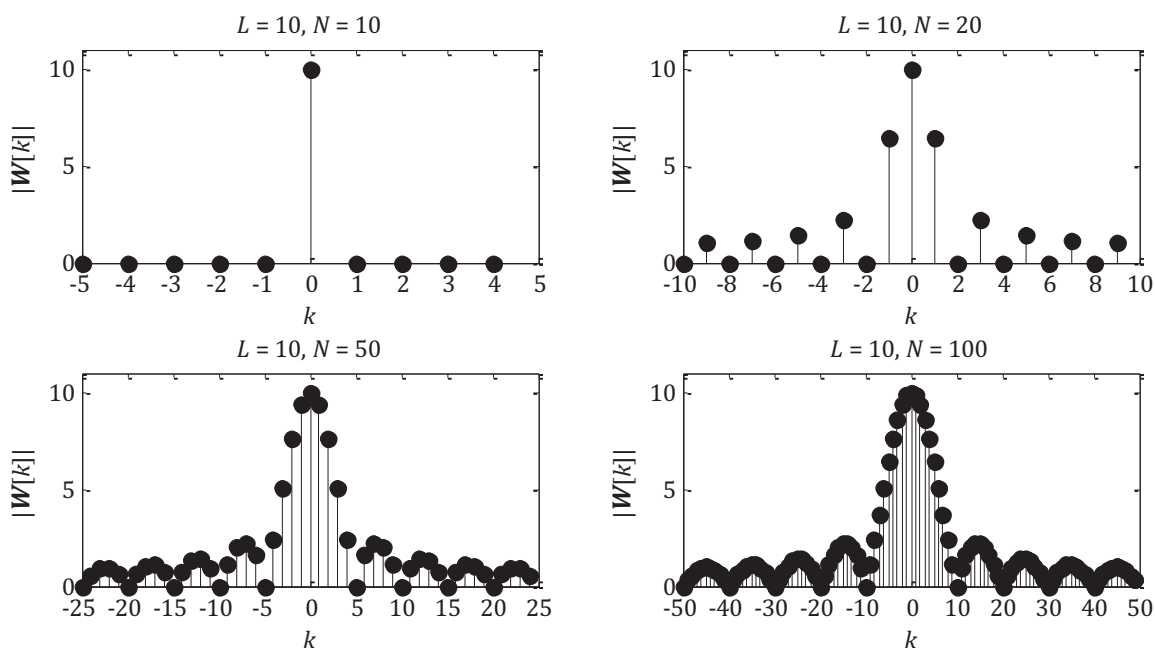 L = 10, N = 10
10
5
0
|W[k]|
-5 -4 -3 -2 -1 0 1 2 3 4 5
k
L = 10, N = 20
10
5
0
|W[k]|
-10 -8 -6 -4 -2 0 2 4 6 8 10
k
L = 10, N = 50
10
5
0
|W[k]|
-25 -20 -15 -10 -5 0 5 10 15 20 25
k
L = 10, N = 100
10
5
0
|W[k]|
-50 -40 -30 -20 -10 0 10 20 30 40 50
k